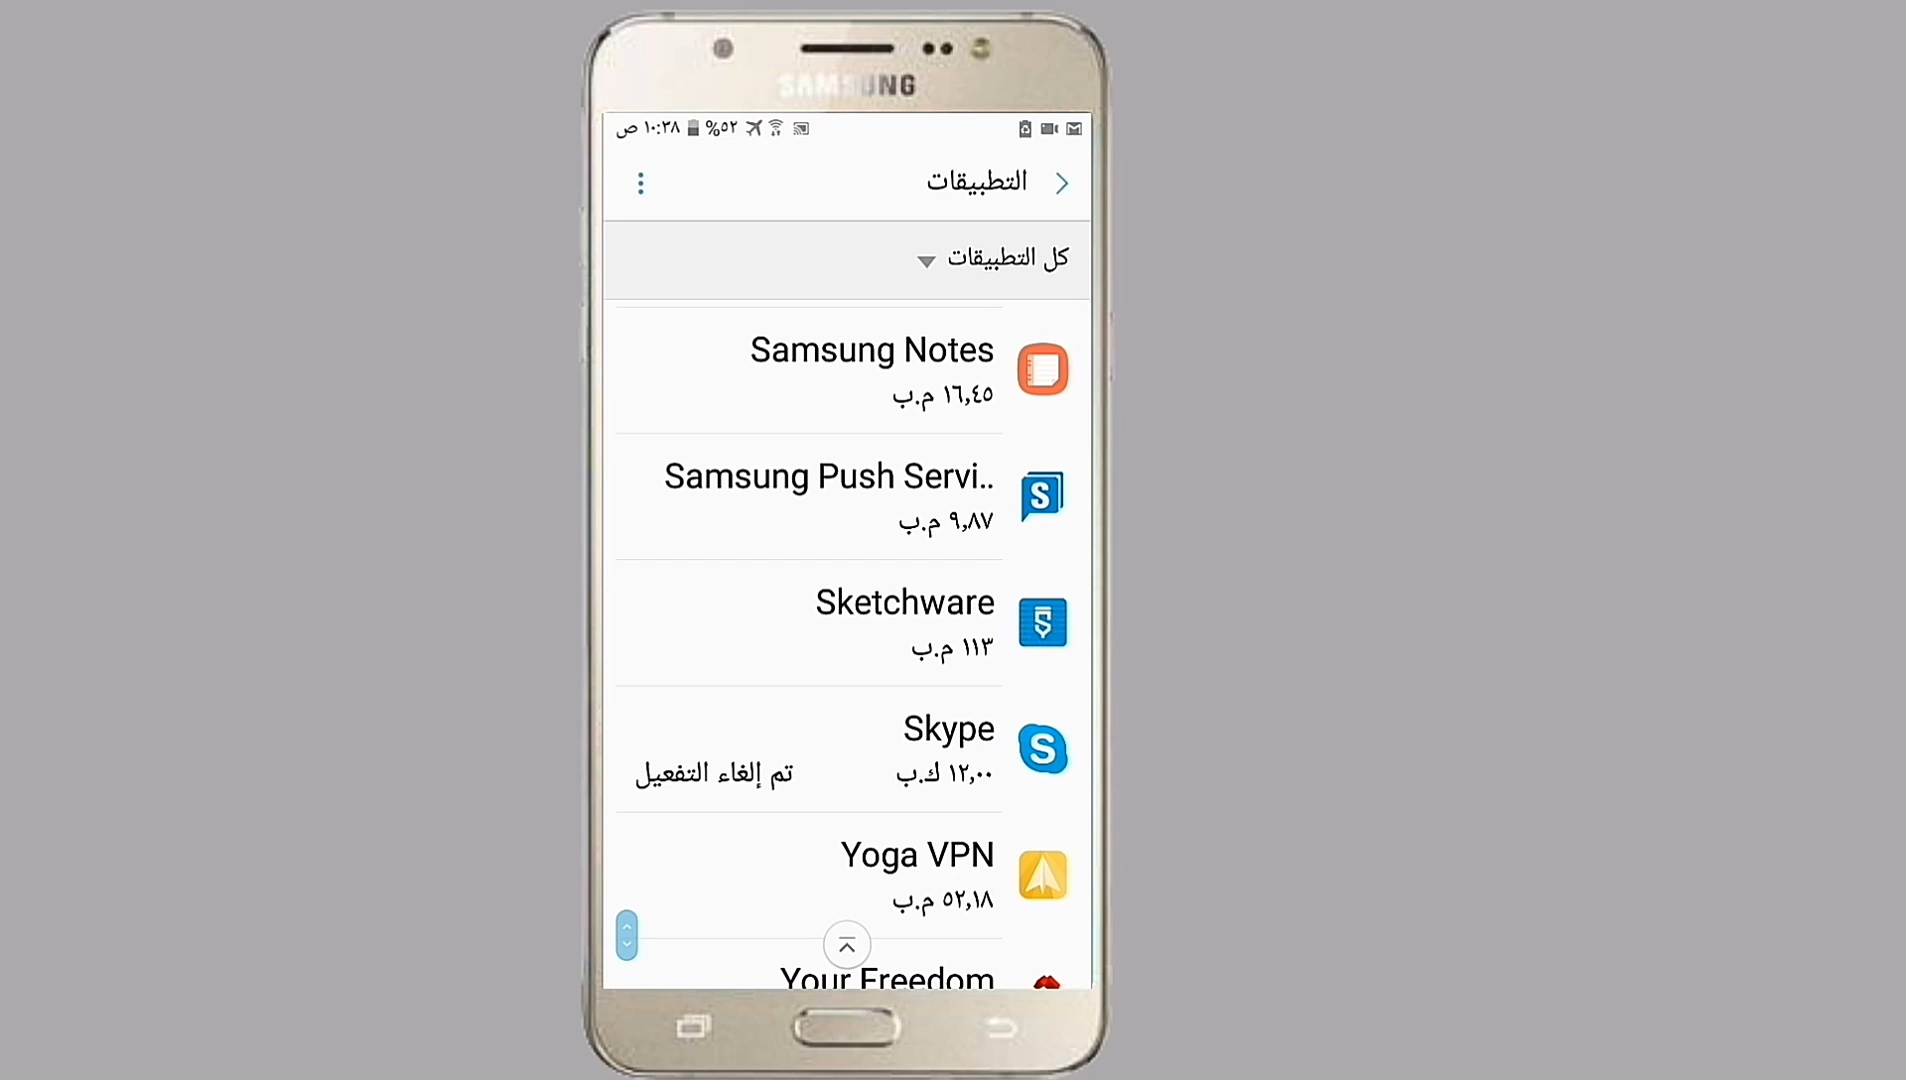 SAMSUNG
١٠:٣٨ ص %٥٢
التطبيقات
كل التطبيقات
Samsung Notes
١٦,٤٥ م.ب
Samsung Push Servi..
٩,٨٧ م.ب
Sketchware
١١٣ م.ب
Skype
١٢,٠٠ ك.ب تم إلغاء التفعيل
Yoga VPN
٥٢,١٨ م.ب
Your Freedom